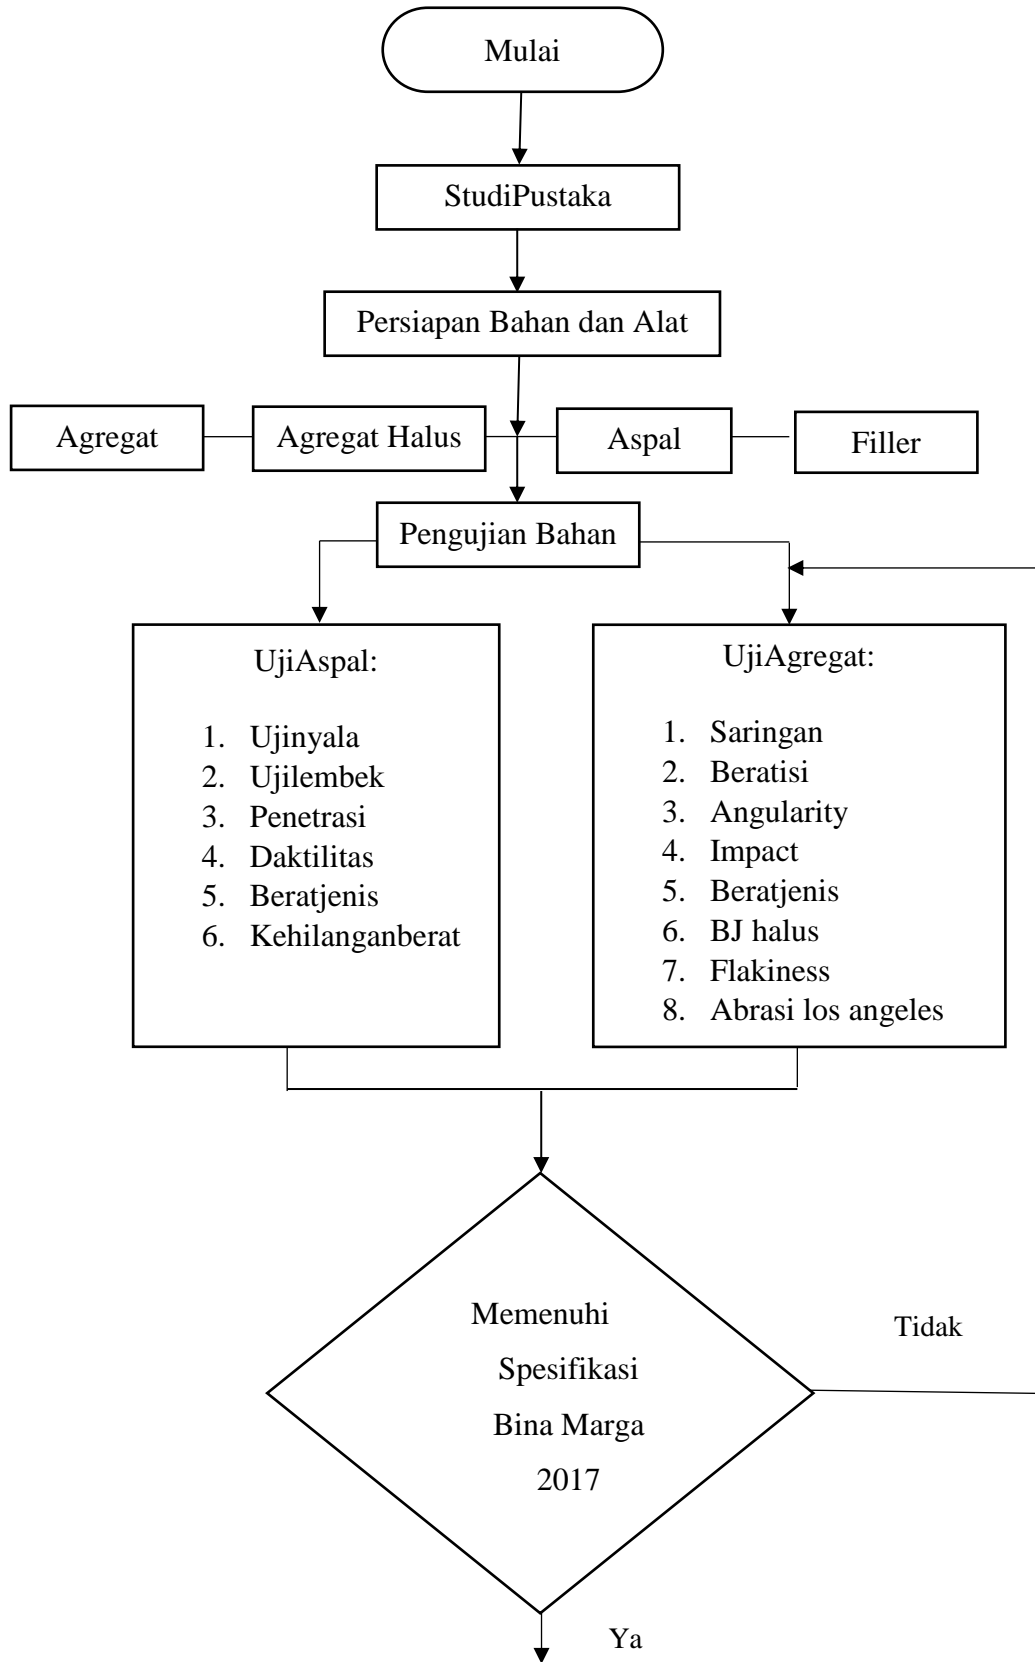 Mulai
StudiPustaka
Persiapan Bahan dan Alat
Agregat
Agregat Halus
Aspal
Filler
Pengujian Bahan
UjiAspal:
1. Ujinyala
2. Ujilembek
3. Penetrasi
4. Daktilitas
5. Beratjenis
6. Kehilanganberat
UjiAgregat:
1. Saringan
2. Beratisi
3. Angularity
4. Impact
5. Beratjenis
6. BJ halus
7. Flakiness
8. Abrasi los angeles
Memenuhi
Spesifikasi
Bina Marga
2017
Tidak
Ya